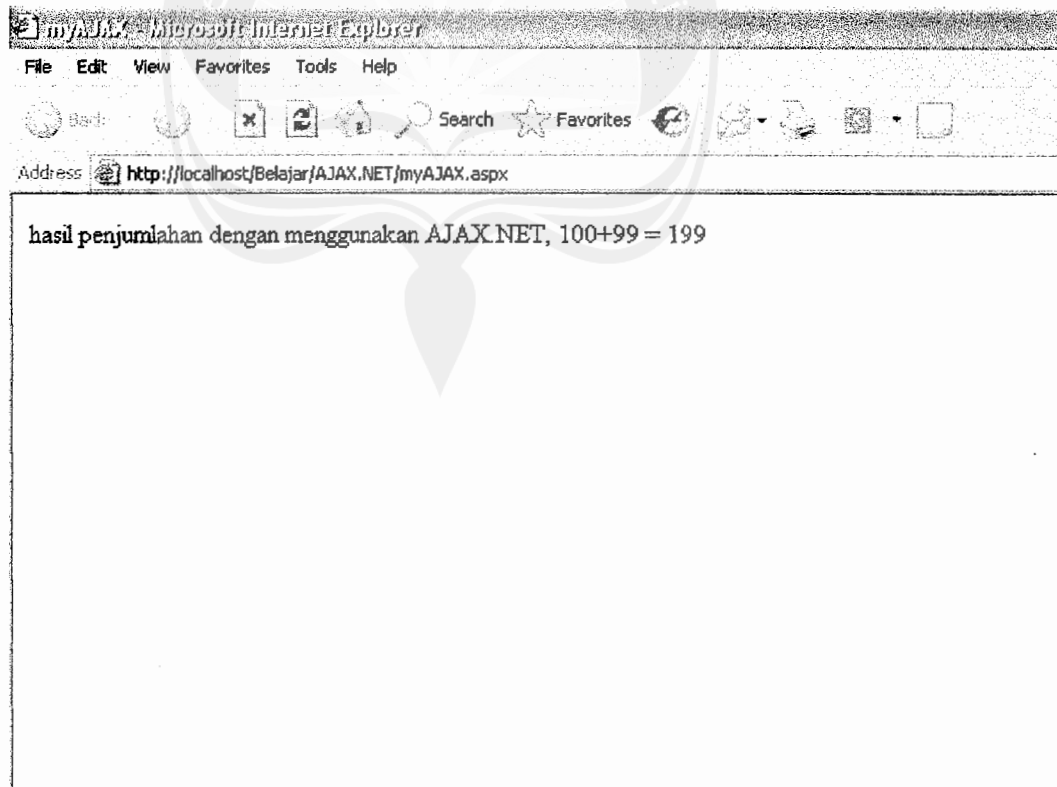 myAJAX - Microsoft Internet Explorer
File Edit View Favorites Tools Help
Back Search Favorites
Address http://localhost/Belajar/AJAX.NET/myAJAX.aspx
hasil penjumlahan dengan menggunakan AJAX.NET, 100+99 = 199